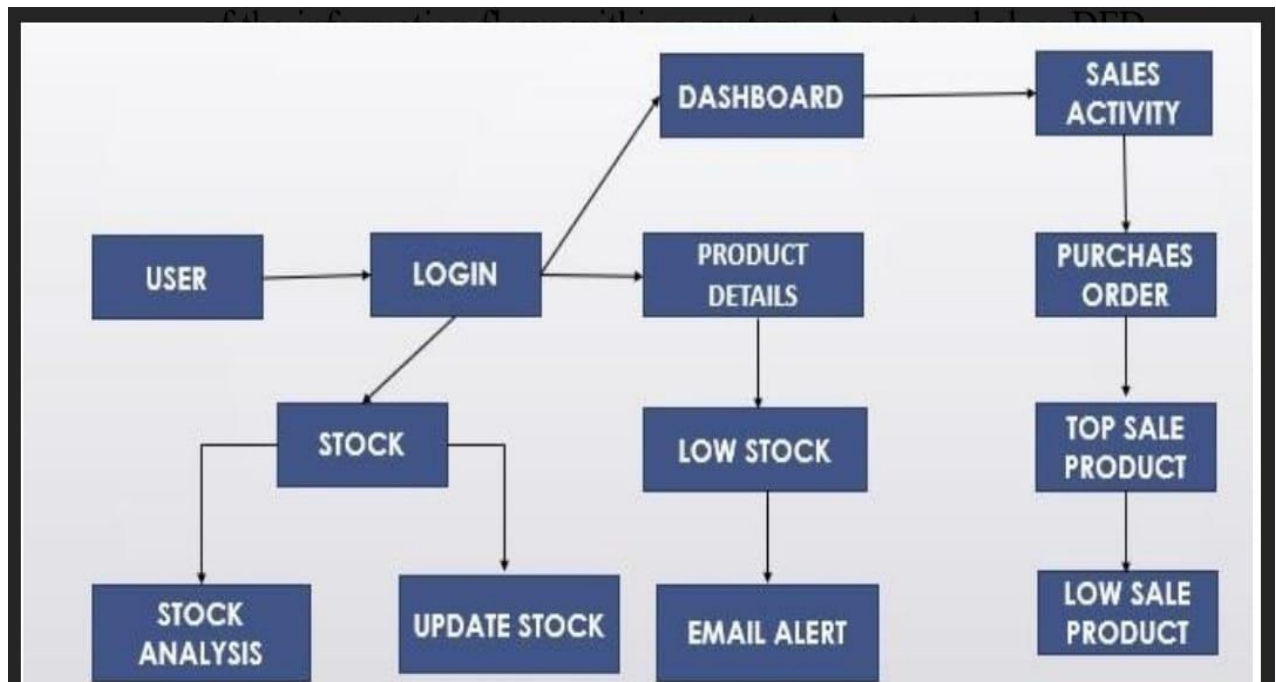 DASHBOARD
SALES
ACTIVITY
USER
LOGIN
PRODUCT
DETAILS
PURCHAES
ORDER
STOCK
LOW STOCK
TOP SALE
PRODUCT
STOCK
ANALYSIS
UPDATE STOCK
EMAIL ALERT
LOW SALE
PRODUCT